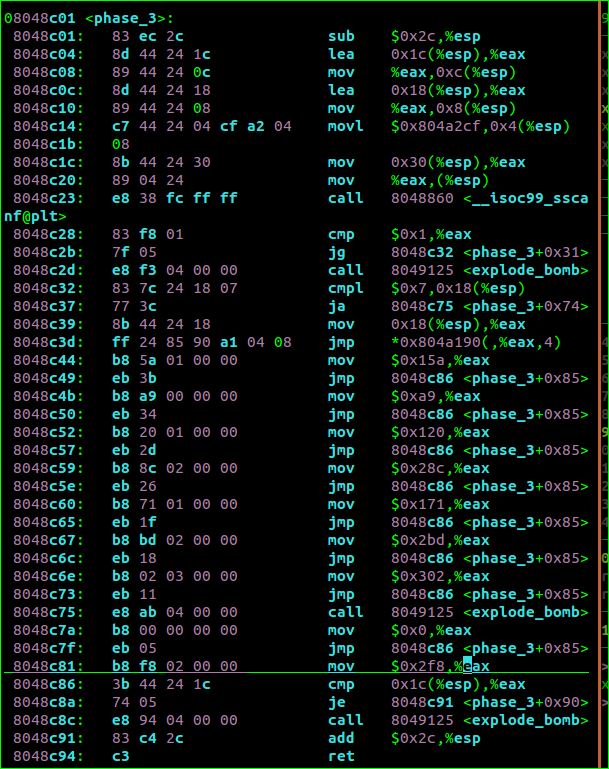 08048c01 <phase_3>:
8048c01: 83 ec 2c sub $0x2c,%esp
8048c04: 8d 44 24 1c lea 0x1c(%esp),%eax
8048c08: 89 44 24 0c mov %eax,0xc(%esp)
8048c0c: 8d 44 24 18 lea 0x18(%esp),%eax
8048c10: 89 44 24 08 mov %eax,0x8(%esp)
8048c14: c7 44 24 04 cf a2 04 movl $0x804a2cf,0x4(%esp)
8048c1b: 08
8048c1c: 8b 44 24 30 mov 0x30(%esp),%eax
8048c20: 89 04 24 mov %eax,(%esp)
8048c23: e8 38 fc ff ff call 8048860 <__isoc99_ssca
nf@plt>
8048c28: 83 f8 01 cmp $0x1,%eax
8048c2b: 7f 05 jg 8048c32 <phase_3+0x31>
8048c2d: e8 f3 04 00 00 call 8049125 <explode_bomb>
8048c32: 83 7c 24 18 07 cmpl $0x7,0x18(%esp)
8048c37: 77 3c ja 8048c75 <phase_3+0x74>
8048c39: 8b 44 24 18 mov 0x18(%esp),%eax
8048c3d: ff 24 85 90 a1 04 08 jmp *0x804a190(,%eax,4)
8048c44: b8 5a 01 00 00 mov $0x15a,%eax
8048c49: eb 3b jmp 8048c86 <phase_3+0x85>
8048c4b: b8 a9 00 00 00 mov $0xa9,%eax
8048c50: eb 34 jmp 8048c86 <phase_3+0x85>
8048c52: b8 20 01 00 00 mov $0x120,%eax
8048c57: eb 2d jmp 8048c86 <phase_3+0x85>
8048c59: b8 8c 02 00 00 mov $0x28c,%eax
8048c5e: eb 26 jmp 8048c86 <phase_3+0x85>
8048c60: b8 71 01 00 00 mov $0x171,%eax
8048c65: eb 1f jmp 8048c86 <phase_3+0x85>
8048c67: b8 bd 02 00 00 mov $0x2bd,%eax
8048c6c: eb 18 jmp 8048c86 <phase_3+0x85>
8048c6e: b8 02 03 00 00 mov $0x302,%eax
8048c73: eb 11 jmp 8048c86 <phase_3+0x85>
8048c75: e8 ab 04 00 00 call 8049125 <explode_bomb>
8048c7a: b8 00 00 00 00 mov $0x0,%eax
8048c7f: eb 05 jmp 8048c86 <phase_3+0x85>
8048c81: b8 f8 02 00 00 mov $0x2f8,%eax
8048c86: 3b 44 24 1c cmp 0x1c(%esp),%eax
8048c8a: 74 05 je 8048c91 <phase_3+0x90>
8048c8c: e8 94 04 00 00 call 8049125 <explode_bomb>
8048c91: 83 c4 2c add $0x2c,%esp
8048c94: c3 ret